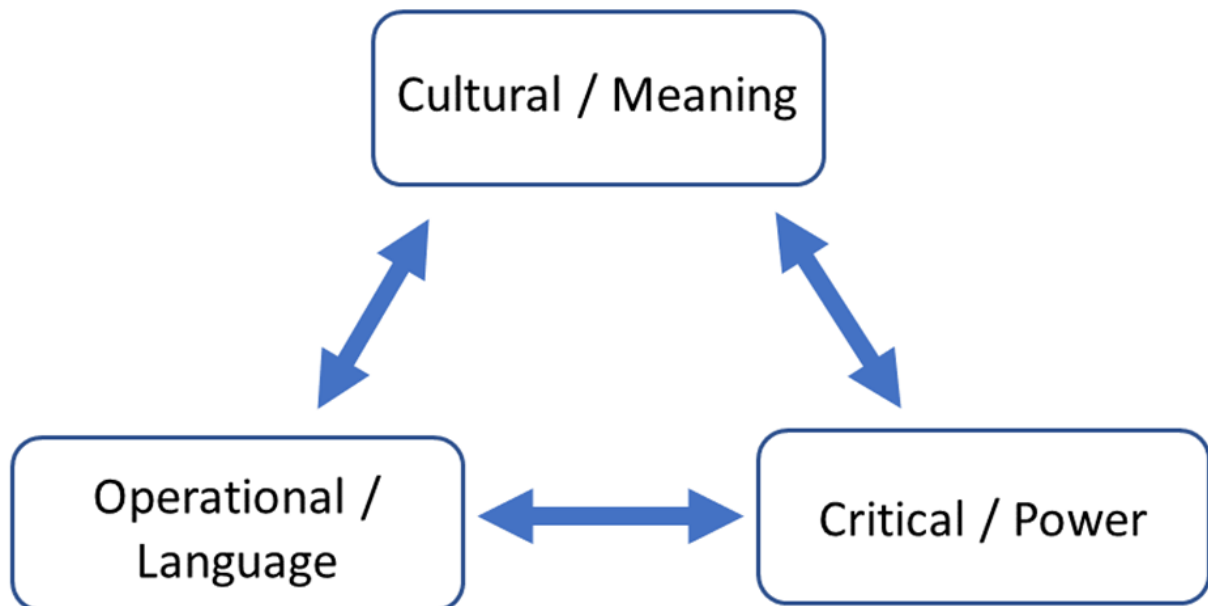 Cultural / Meaning
Operational /
Language
Critical / Power